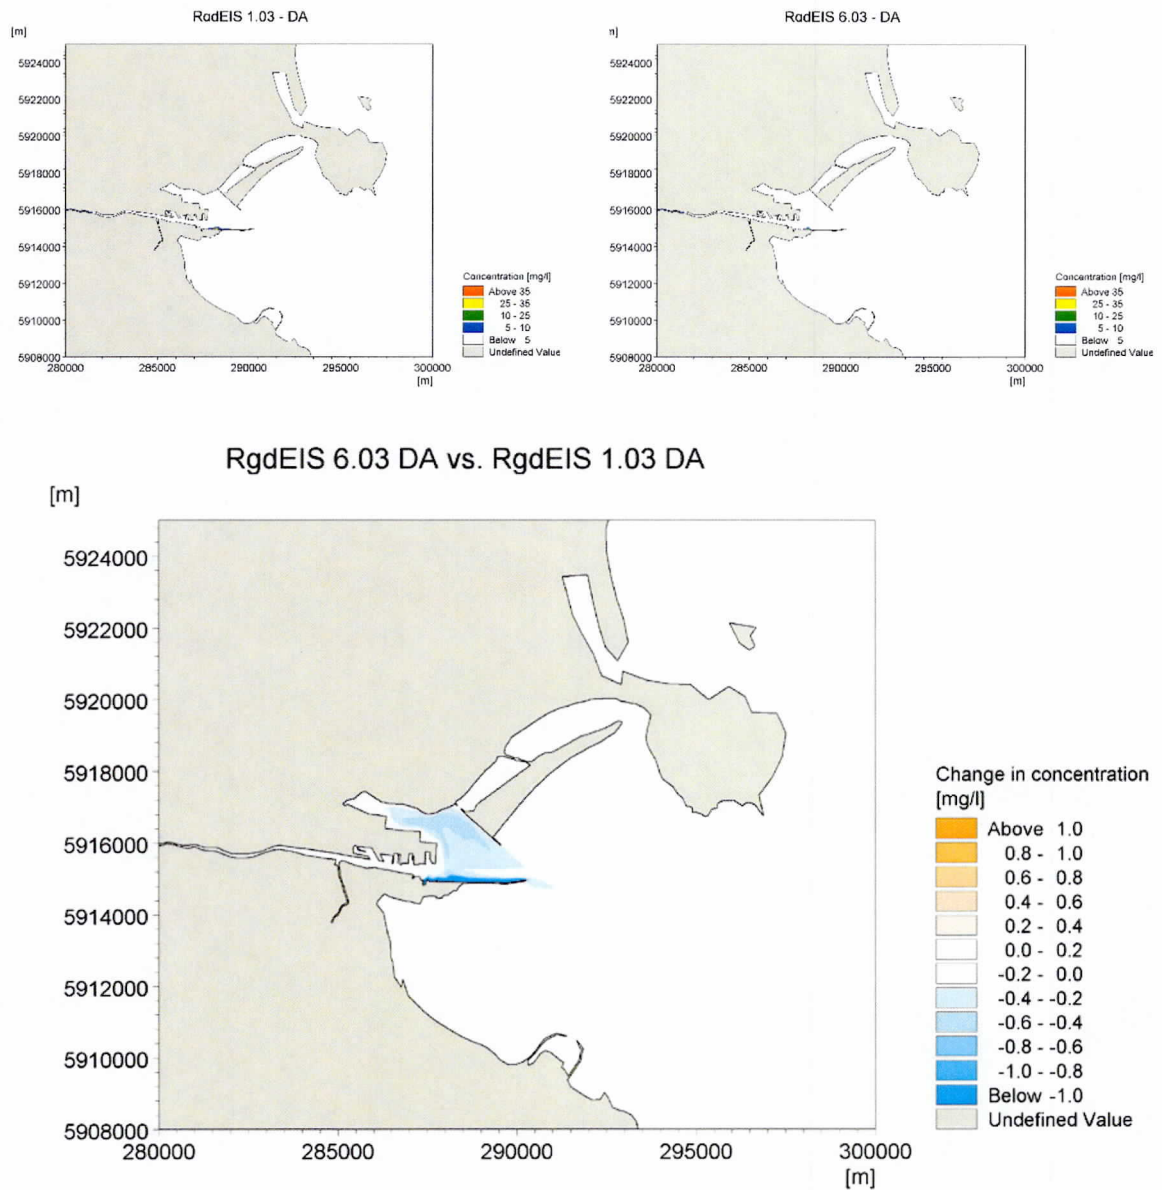 RgdEIS 1.03 - DA
[m]
5924000
5922000
5920000
5918000
5916000
5914000
5912000
5910000
5908000
280000 285000 290000 295000 300000
[m]
Concentration [mg/l]
Above 35
25 - 35
10 - 25
5 - 10
Below 5
Undefined Value
RgdEIS 6.03 - DA
m]
5924000
5922000
5920000
5918000
5916000
5914000
5912000
5910000
5908000
280000 285000 290000 295000 300000
[m]
Concentration [mg/l]
Above 35
25 - 35
10 - 25
5 - 10
Below 5
Undefined Value
RgdEIS 6.03 DA vs. RgdEIS 1.03 DA
[m]
5924000
5922000
5920000
5918000
5916000
5914000
5912000
5910000
5908000
280000 285000 290000 295000 300000
[m]
Change in concentration
[mg/l]
Above 1.0
0.8 - 1.0
0.6 - 0.8
0.4 - 0.6
0.2 - 0.4
0.0 - 0.2
-0.2 - 0.0
-0.4 - -0.2
-0.6 - -0.4
-0.8 - -0.6
-1.0 - -0.8
Below -1.0
Undefined Value